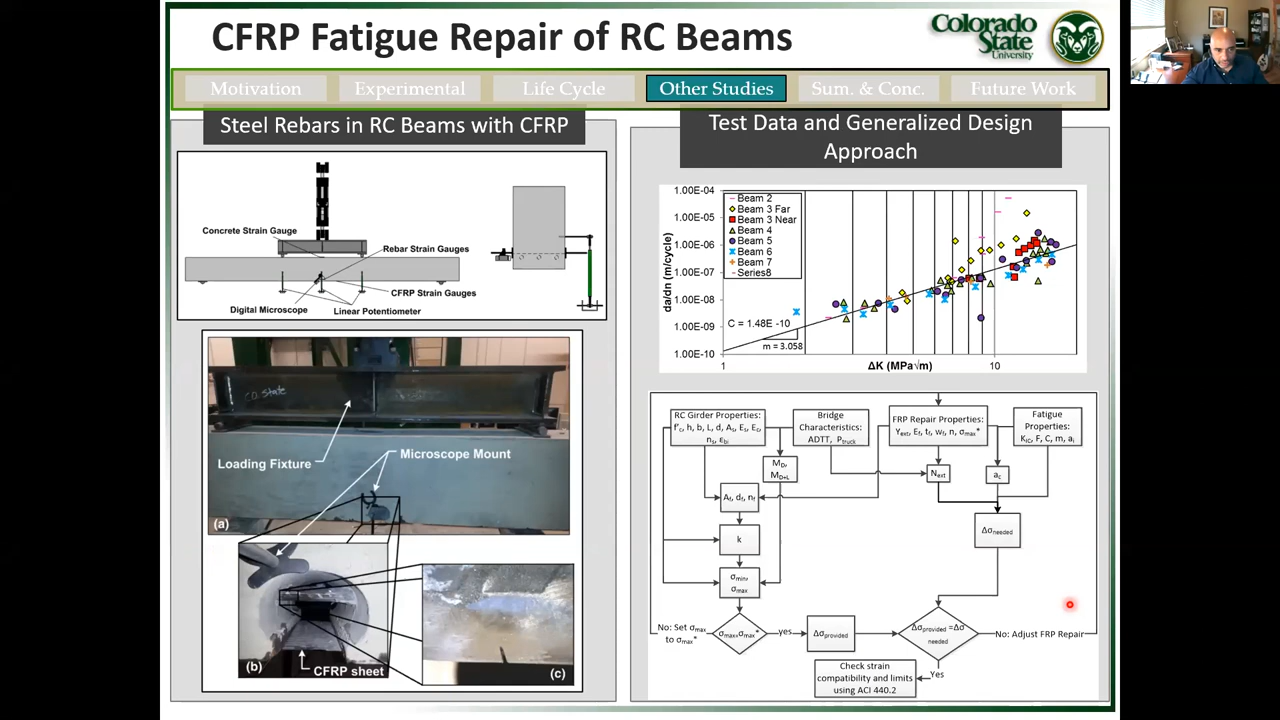 CFRP Fatigue Repair of RC Beams
Colorado
State
University
Motivation
Experimental
Life Cycle
Other Studies
Sum. & Conc.
Future Work
Steel Rebars in RC Beams with CFRP
Concrete Strain Gauge
Rebar Strain Gauges
CFRP Strain Gauges
Digital Microscope
Linear Potentiometer
CO. State
Loading Fixture
Microscope Mount
(a)
(b)
CFRP sheet
(c)
Test Data and Generalized Design
Approach
da/dn (m/cycle)
1.00E-04
1.00E-05
1.00E-06
1.00E-07
1.00E-08
1.00E-09
1.00E-10
Beam 2
Beam 3 Far
Beam 3 Near
Beam 4
Beam 5
Beam 6
Beam 7
Series8
C = 1.48E -10
m = 3.058
1
ΔK (MPa√m)
10
RC Girder Properties:
f'c, h, b, L, d, As, Es, Ec,
ns, εbi
Bridge
Characteristics:
ADTT, Ptruck
FRP Repair Properties:
Yext, Ef, tf, wf, n, σmax*
Fatigue
Properties:
KIC, F, C, m, ai
MD,
MD+L
Next
ac
Af, df, nf
k
Δσneeded
σmin,
σmax
No: Set σmax
to σmax*
σmax≤σmax*
yes
Δσprovided
Δσprovided =Δσ
needed
No: Adjust FRP Repair
Yes
Check strain
compatibility and limits
using ACI 440.2